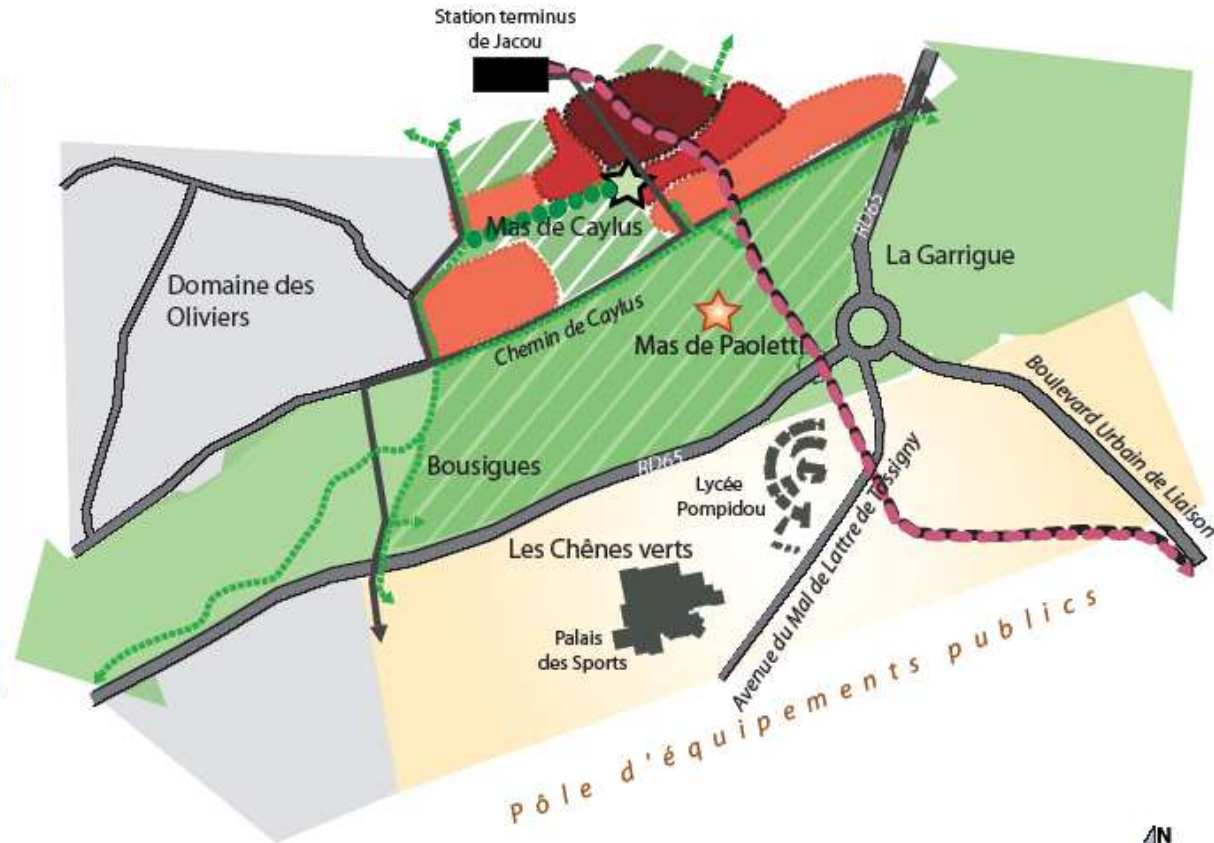 Station terminus
de Jacou
RD65
Mas de Caylus
La Garrigue
Domaine des
Oliviers
Chemin de Caylus
Mas de Paoletti
Boulevard Urbain de Liaison
Bousigues
RD65
Lycée
Pompidou
Avenue du Mal de Lattre de Tassigny
Les Chênes verts
Palais
des Sports
Pôle d'équipements publics
N